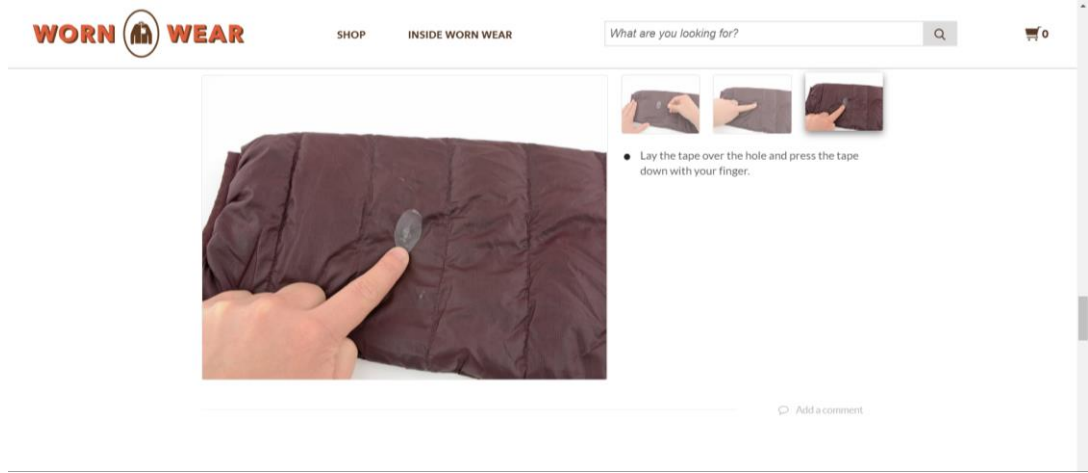 WORN WEAR
SHOP
INSIDE WORN WEAR
What are you looking for?
0
Lay the tape over the hole and press the tape
down with your finger.
Add a comment